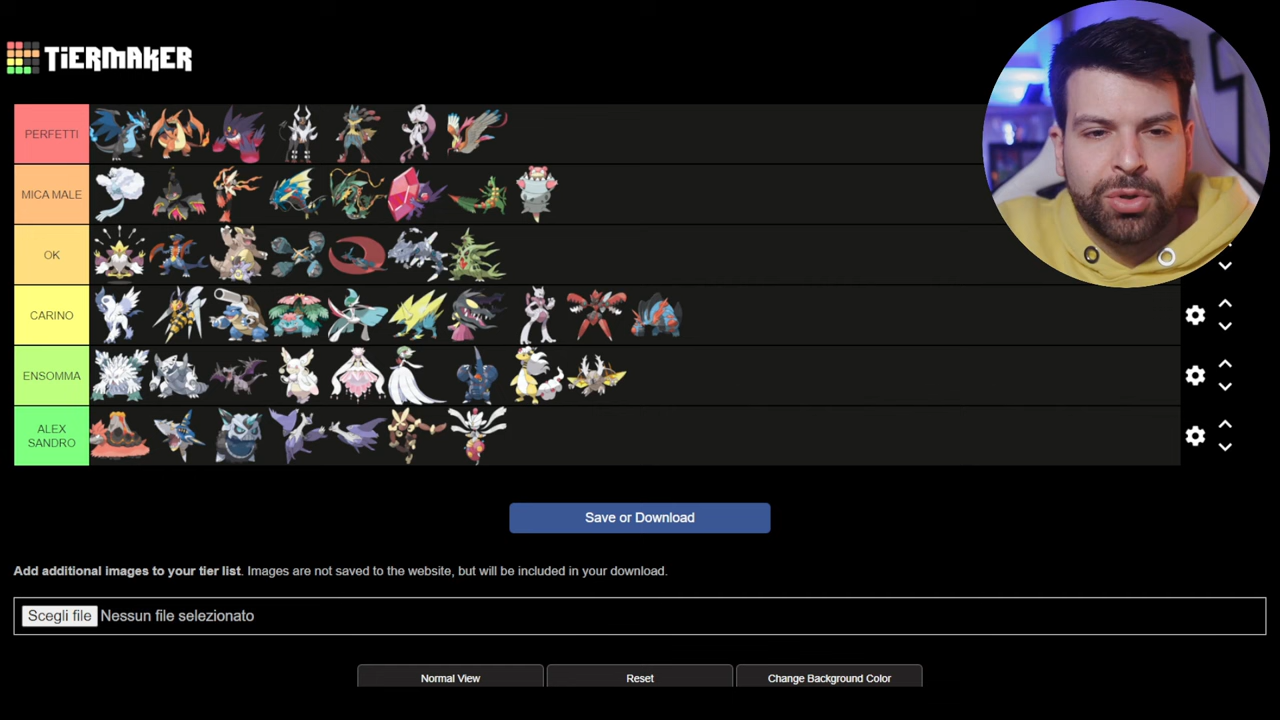 TiERMAKER
PERFETTI
MICA MALE
OK
CARINO
ENSOMMA
ALEX
SANDRO
Save or Download
Add additional images to your tier list. Images are not saved to the website, but will be included in your download.
Scegli file Nessun file selezionato
Normal View
Reset
Change Background Color